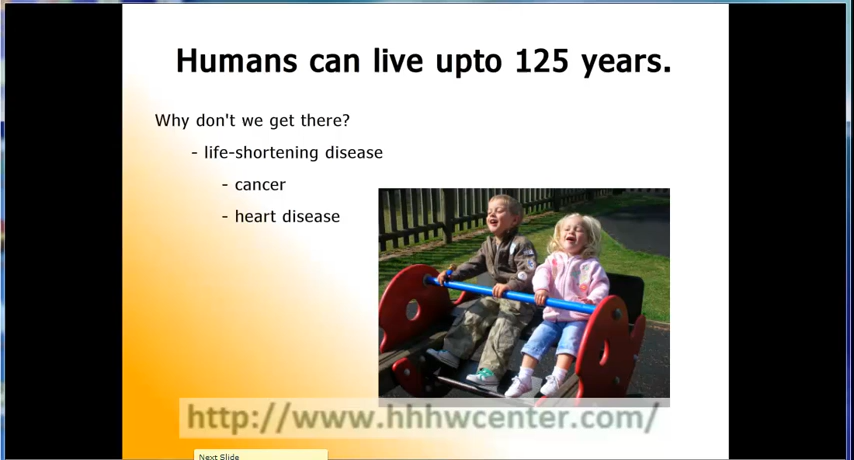 Humans can live upto 125 years.
Why don't we get there?
- life-shortening disease
- cancer
- heart disease
http://www.hhhwcenter.com/
Next Slide